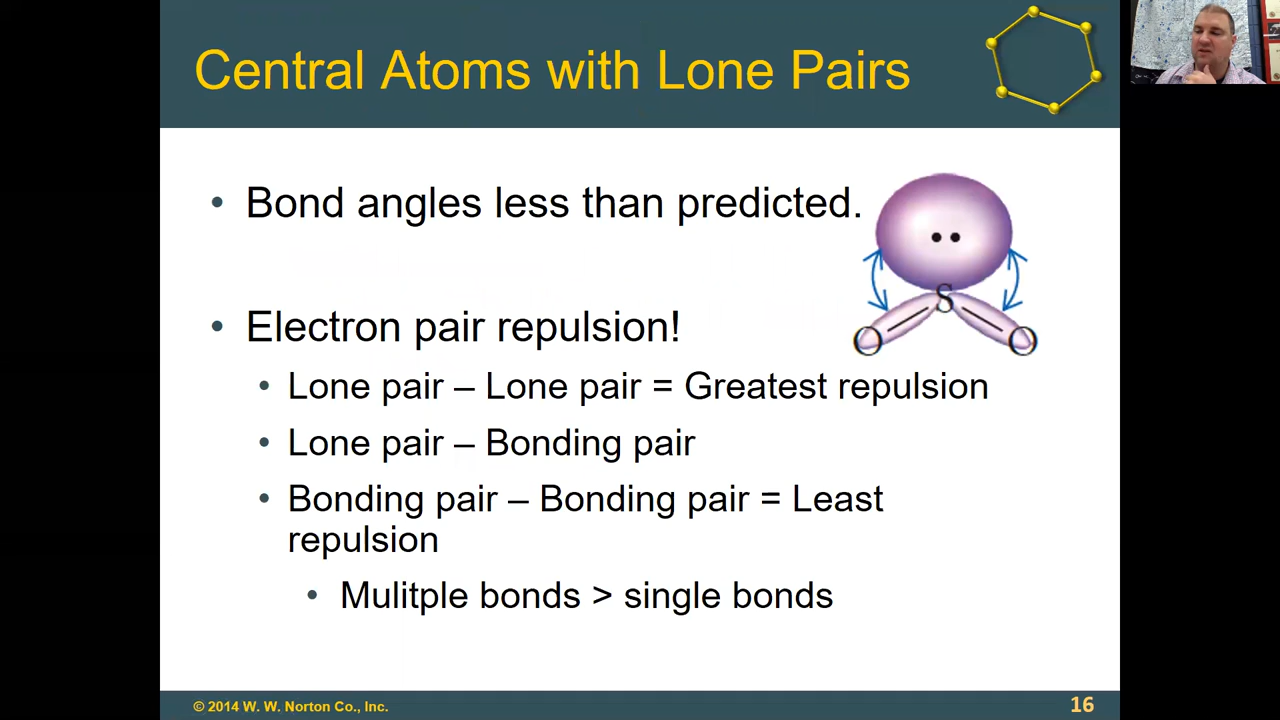 Central Atoms with Lone Pairs
• Bond angles less than predicted.
S
O O
• Electron pair repulsion!
• Lone pair – Lone pair = Greatest repulsion
• Lone pair – Bonding pair
• Bonding pair – Bonding pair = Least
repulsion
• Mulitple bonds > single bonds
© 2014 W. W. Norton Co., Inc.
16